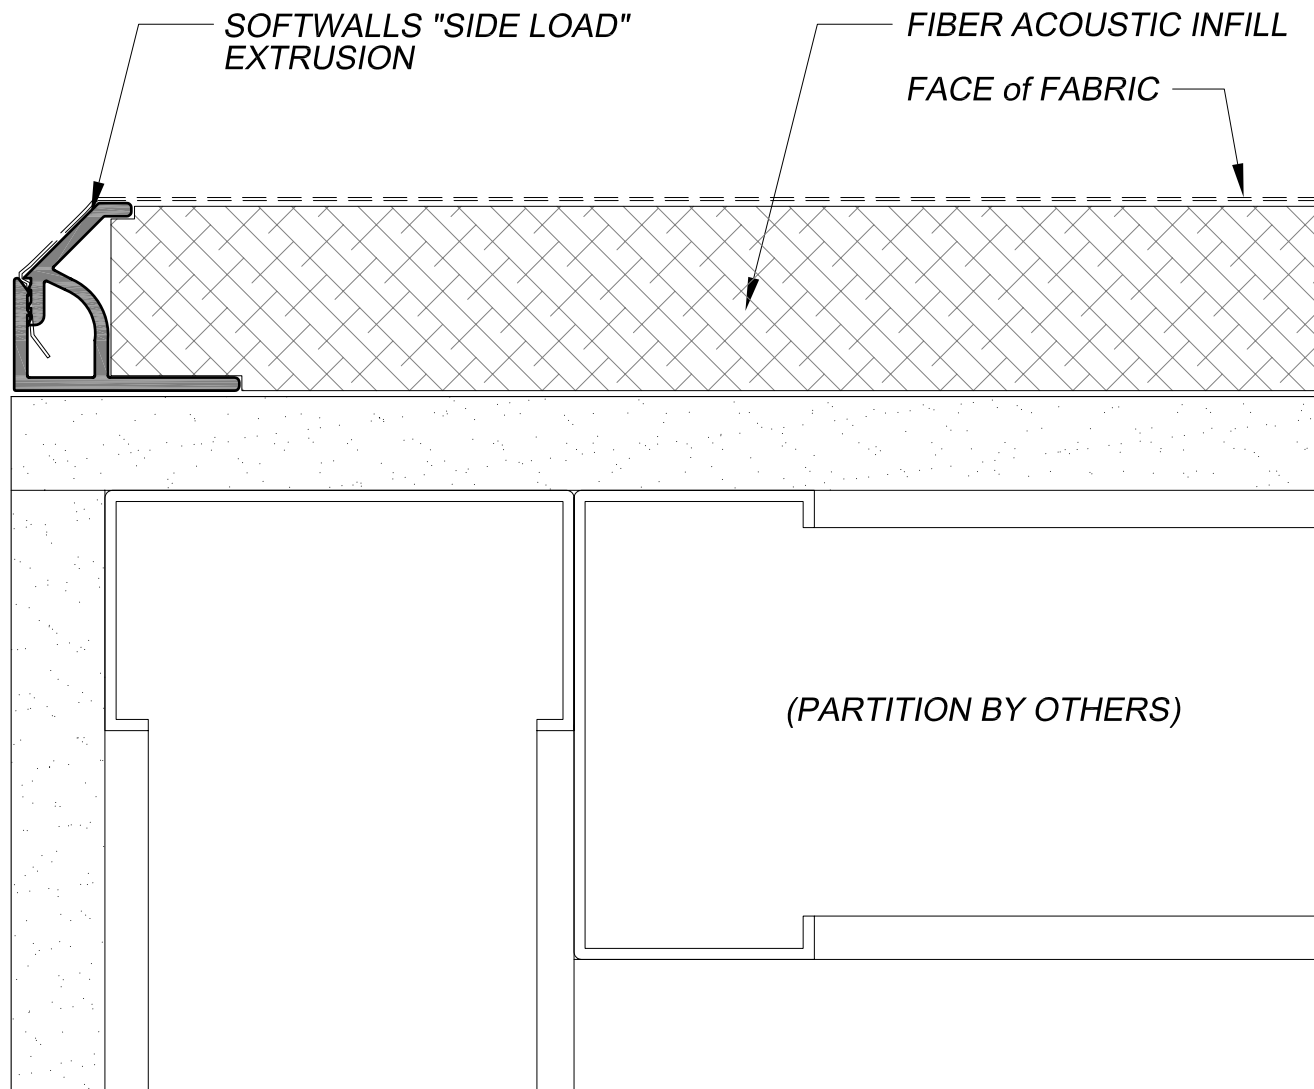 SOFTWALLS "SIDE LOAD"
EXTRUSION
FIBER ACOUSTIC INFILL
FACE of FABRIC
(PARTITION BY OTHERS)